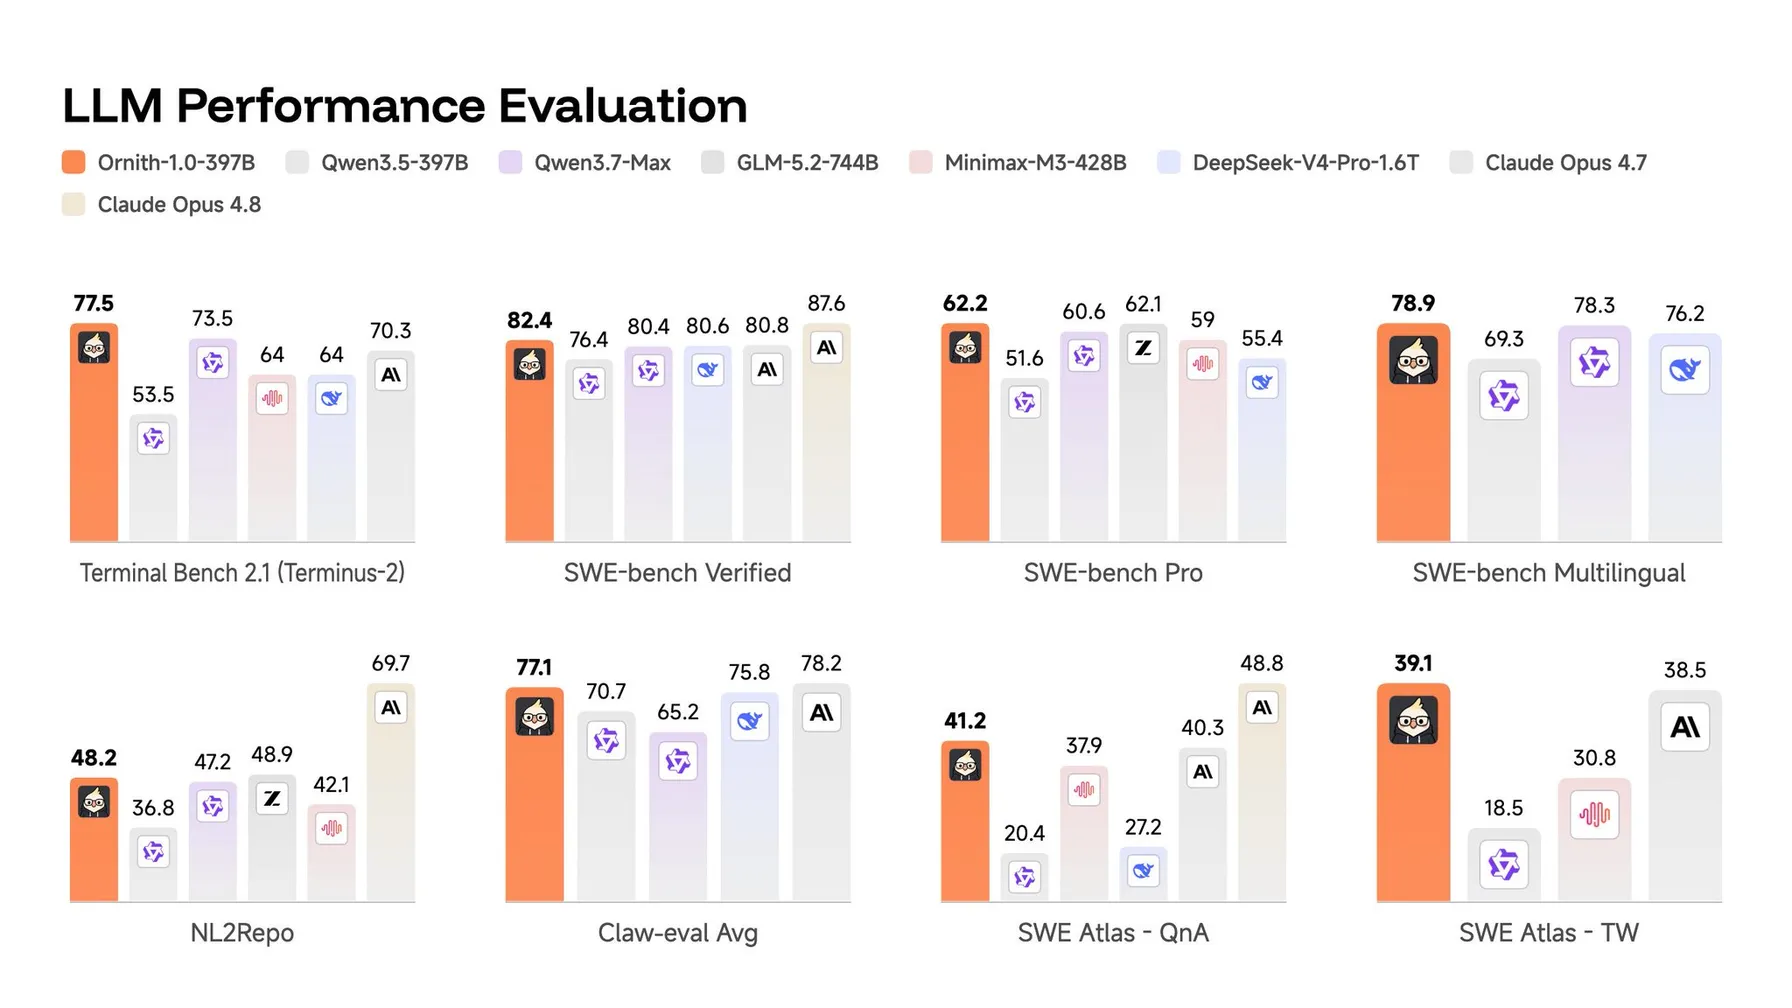 LLM Performance Evaluation
Ornith-1.0-397B Qwen3.5-397B Qwen3.7-Max GLM-5.2-744B Minimax-M3-428B DeepSeek-V4-Pro-1.6T Claude Opus 4.7
Claude Opus 4.8
77.5 53.5 73.5 64 64 70.3
Terminal Bench 2.1 (Terminus-2)
82.4 76.4 80.4 80.6 80.8 87.6
SWE-bench Verified
62.2 51.6 60.6 62.1 59 55.4
SWE-bench Pro
78.9 69.3 78.3 76.2
SWE-bench Multilingual
48.2 36.8 47.2 48.9 42.1 69.7
NL2Repo
77.1 70.7 65.2 75.8 78.2
Claw-eval Avg
41.2 20.4 37.9 27.2 40.3 48.8
SWE Atlas - QnA
39.1 18.5 30.8 38.5
SWE Atlas - TW